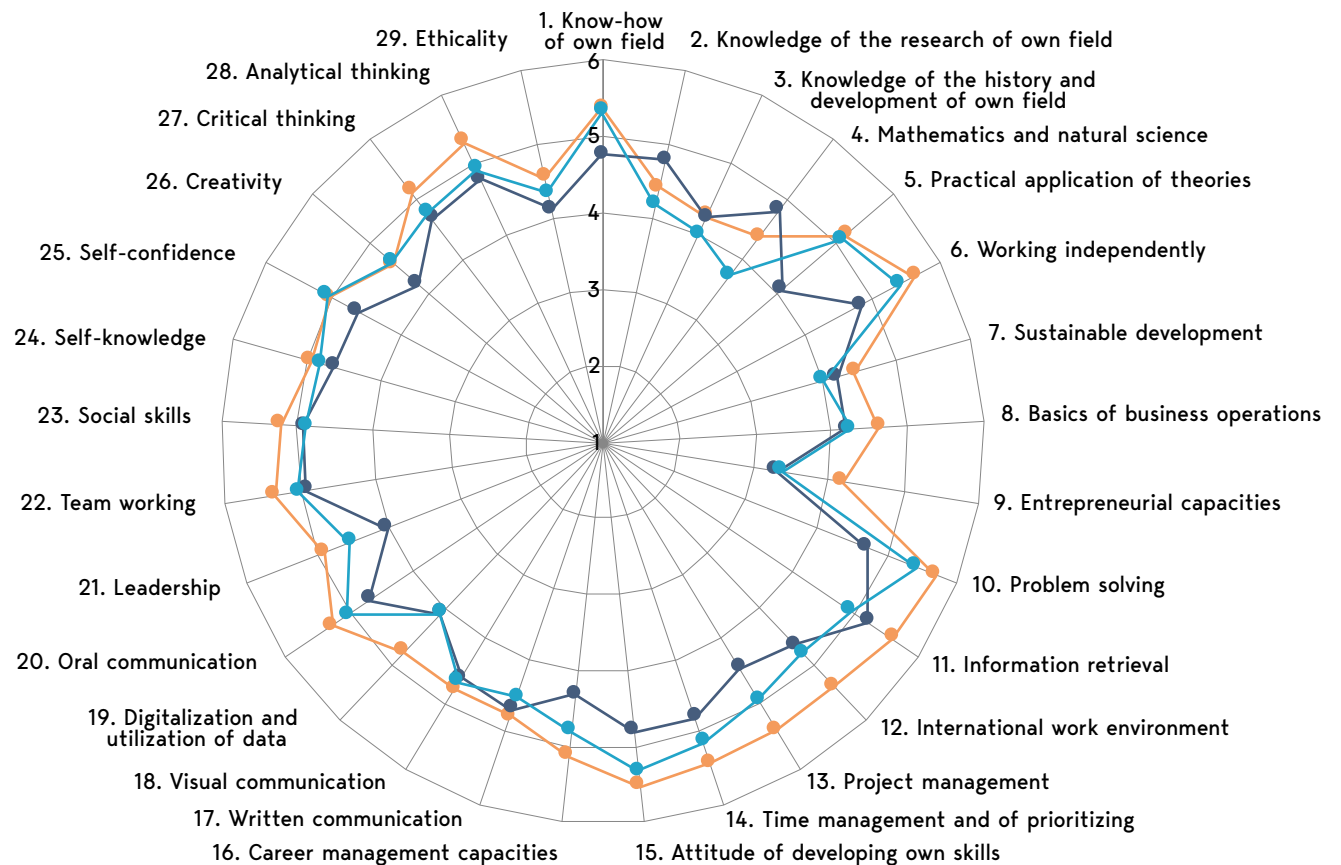 1. Know-how
of own field
2. Knowledge of the research of own field
3. Knowledge of the history and
development of own field
4. Mathematics and natural science
5. Practical application of theories
6. Working independently
7. Sustainable development
8. Basics of business operations
9. Entrepreneurial capacities
10. Problem solving
11. Information retrieval
12. International work environment
13. Project management
14. Time management and of prioritizing
15. Attitude of developing own skills
16. Career management capacities
17. Written communication
18. Visual communication
19. Digitalization and
utilization of data
20. Oral communication
21. Leadership
22. Team working
23. Social skills
24. Self-knowledge
25. Self-confidence
26. Creativity
27. Critical thinking
28. Analytical thinking
29. Ethicality
6
5
4
3
2
1